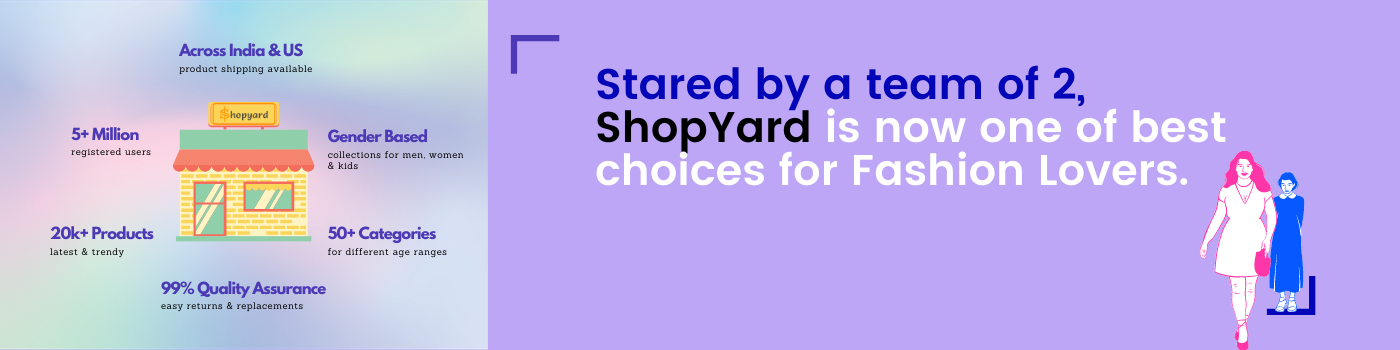 Across India & US
product shipping available
$hopyard
5+ Million
registered users
Gender Based
collections for men, women
& kids
20k+ Products
latest & trendy
50+ Categories
for different age ranges
99% Quality Assurance
easy returns & replacements
Stared by a team of 2,
ShopYard is now one of best
choices for Fashion Lovers.